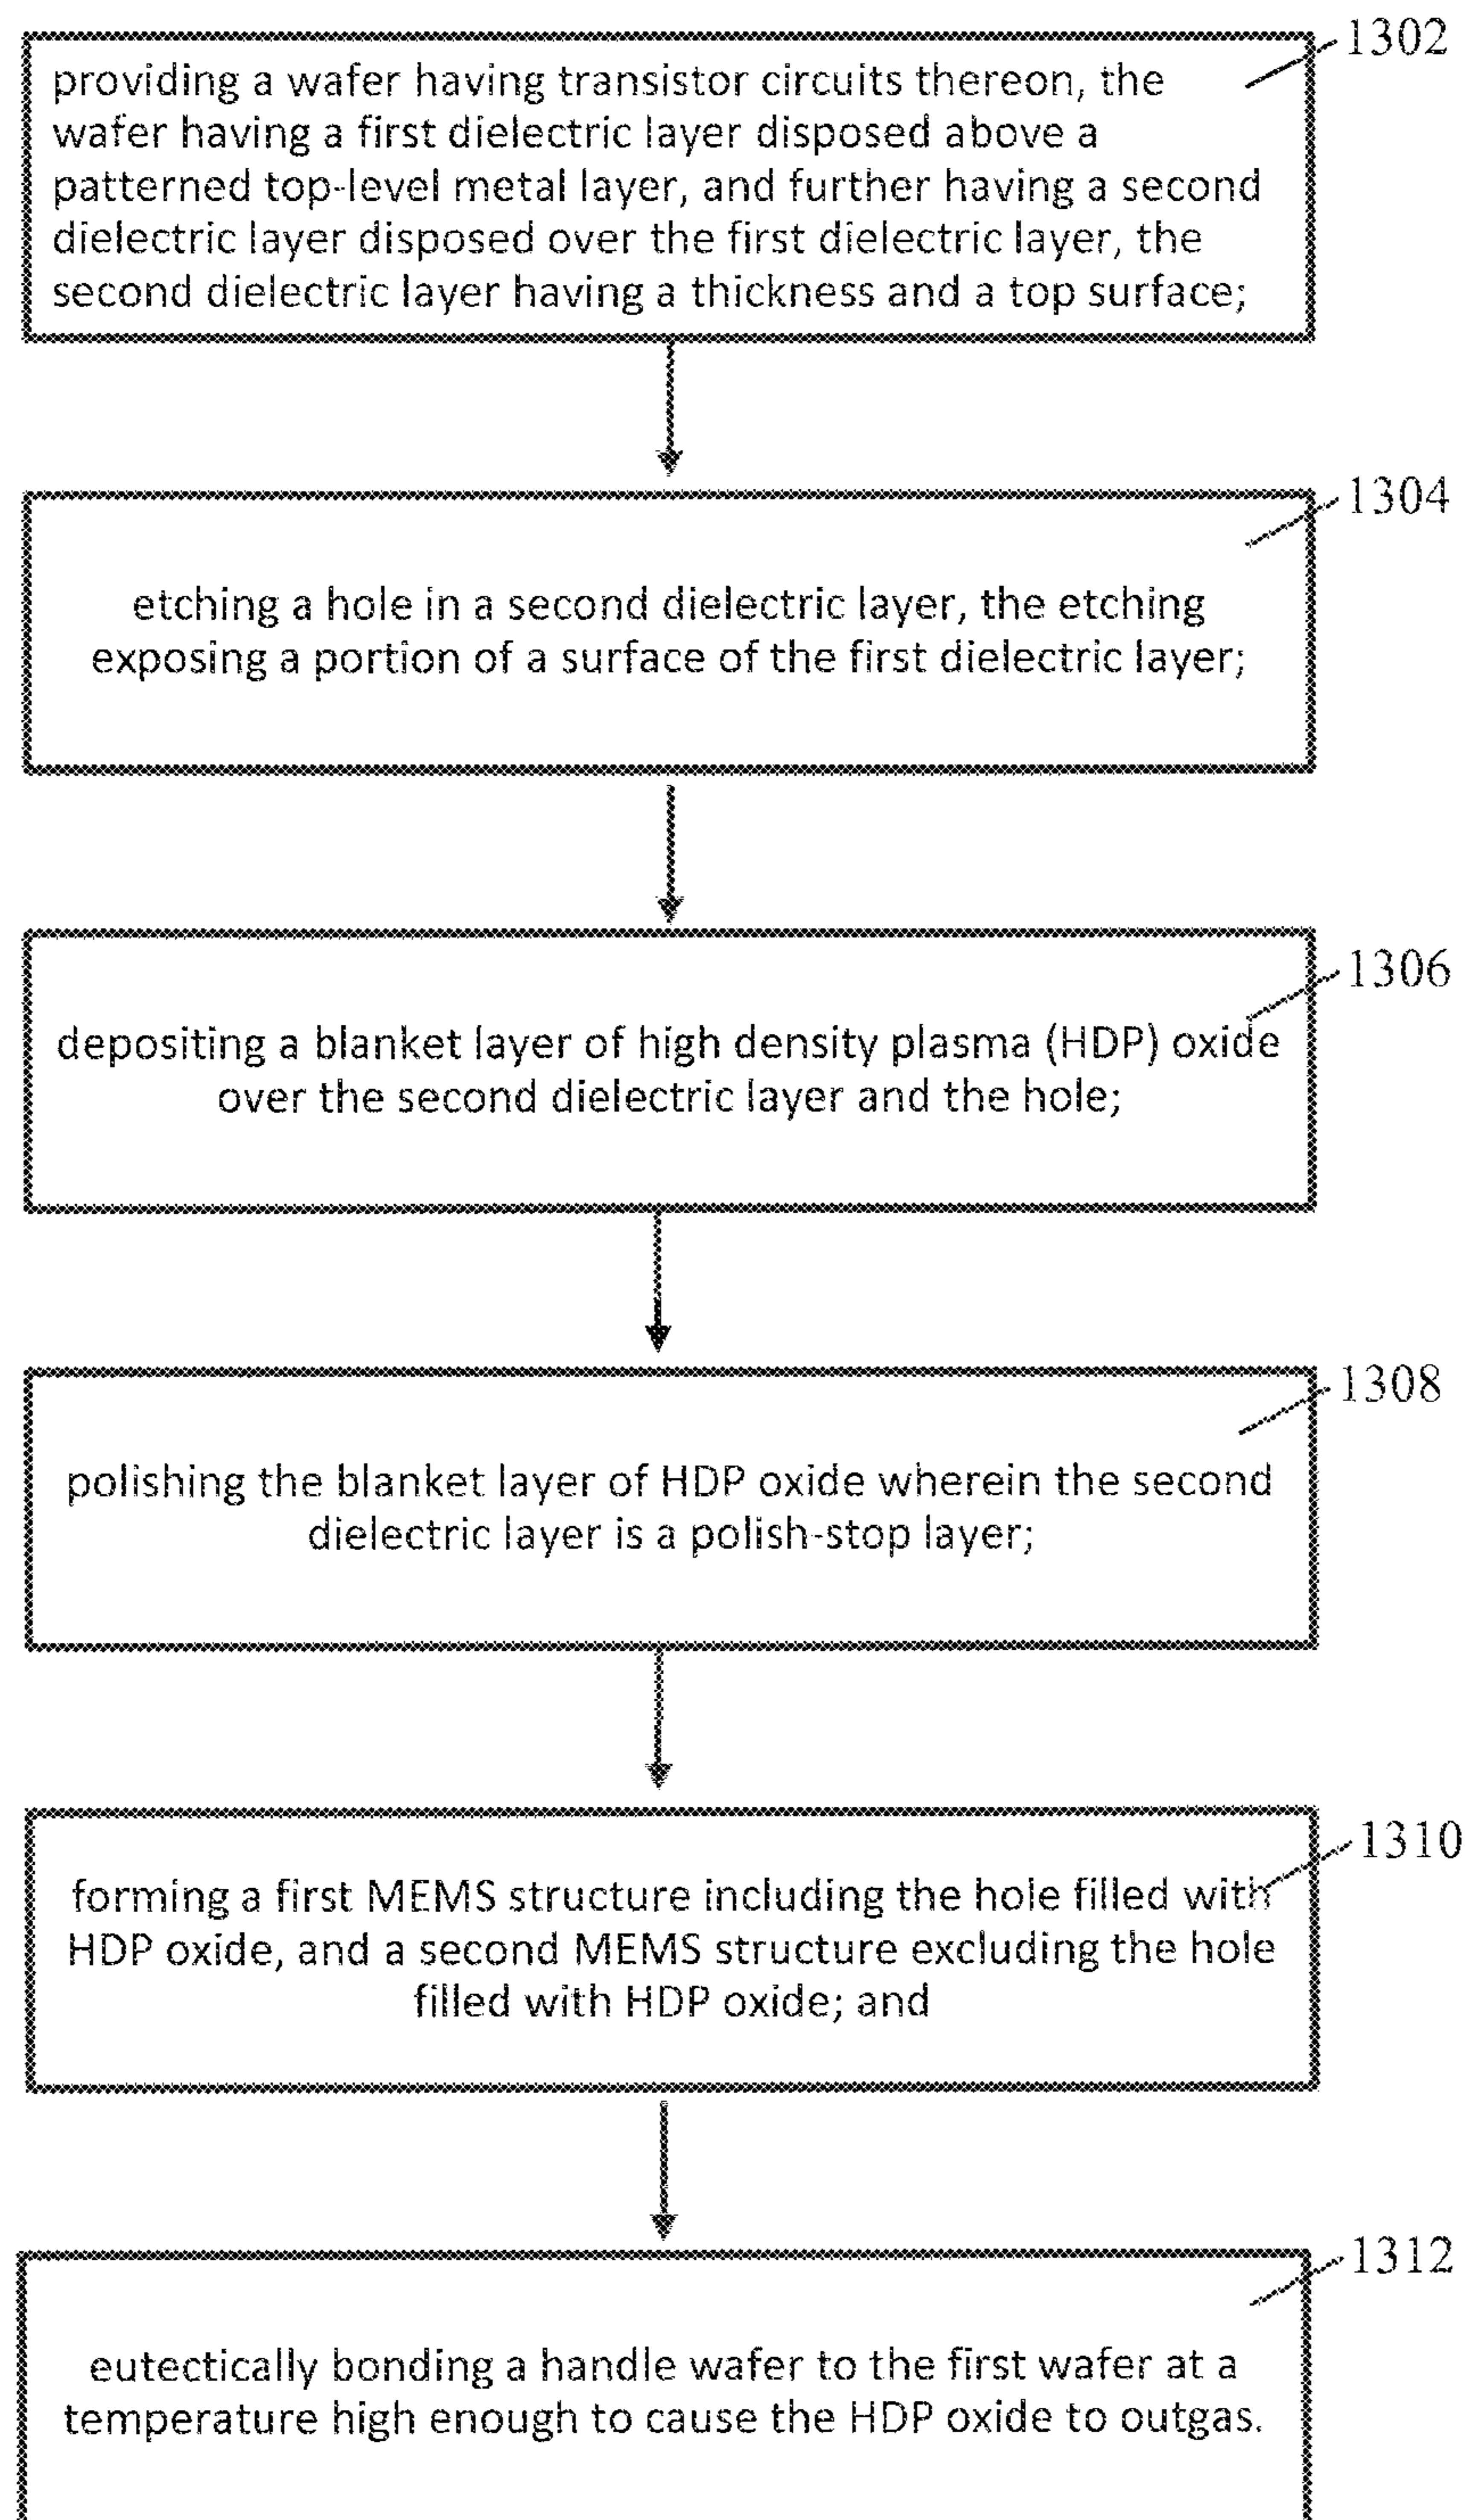 1302
providing a wafer having transistor circuits thereon, the
wafer having a first dielectric layer disposed above a
patterned top-level metal layer, and further having a second
dielectric layer disposed over the first dielectric layer, the
second dielectric layer having a thickness and a top surface;
1304
etching a hole in a second dielectric layer, the etching
exposing a portion of a surface of the first dielectric layer;
1306
depositing a blanket layer of high density plasma (HDP) oxide
over the second dielectric layer and the hole;
1308
polishing the blanket layer of HDP oxide wherein the second
dielectric layer is a polish-stop layer;
1310
forming a first MEMS structure including the hole filled with
HDP oxide, and a second MEMS structure excluding the hole
filled with HDP oxide; and
1312
eutectically bonding a handle wafer to the first wafer at a
temperature high enough to cause the HDP oxide to outgas.